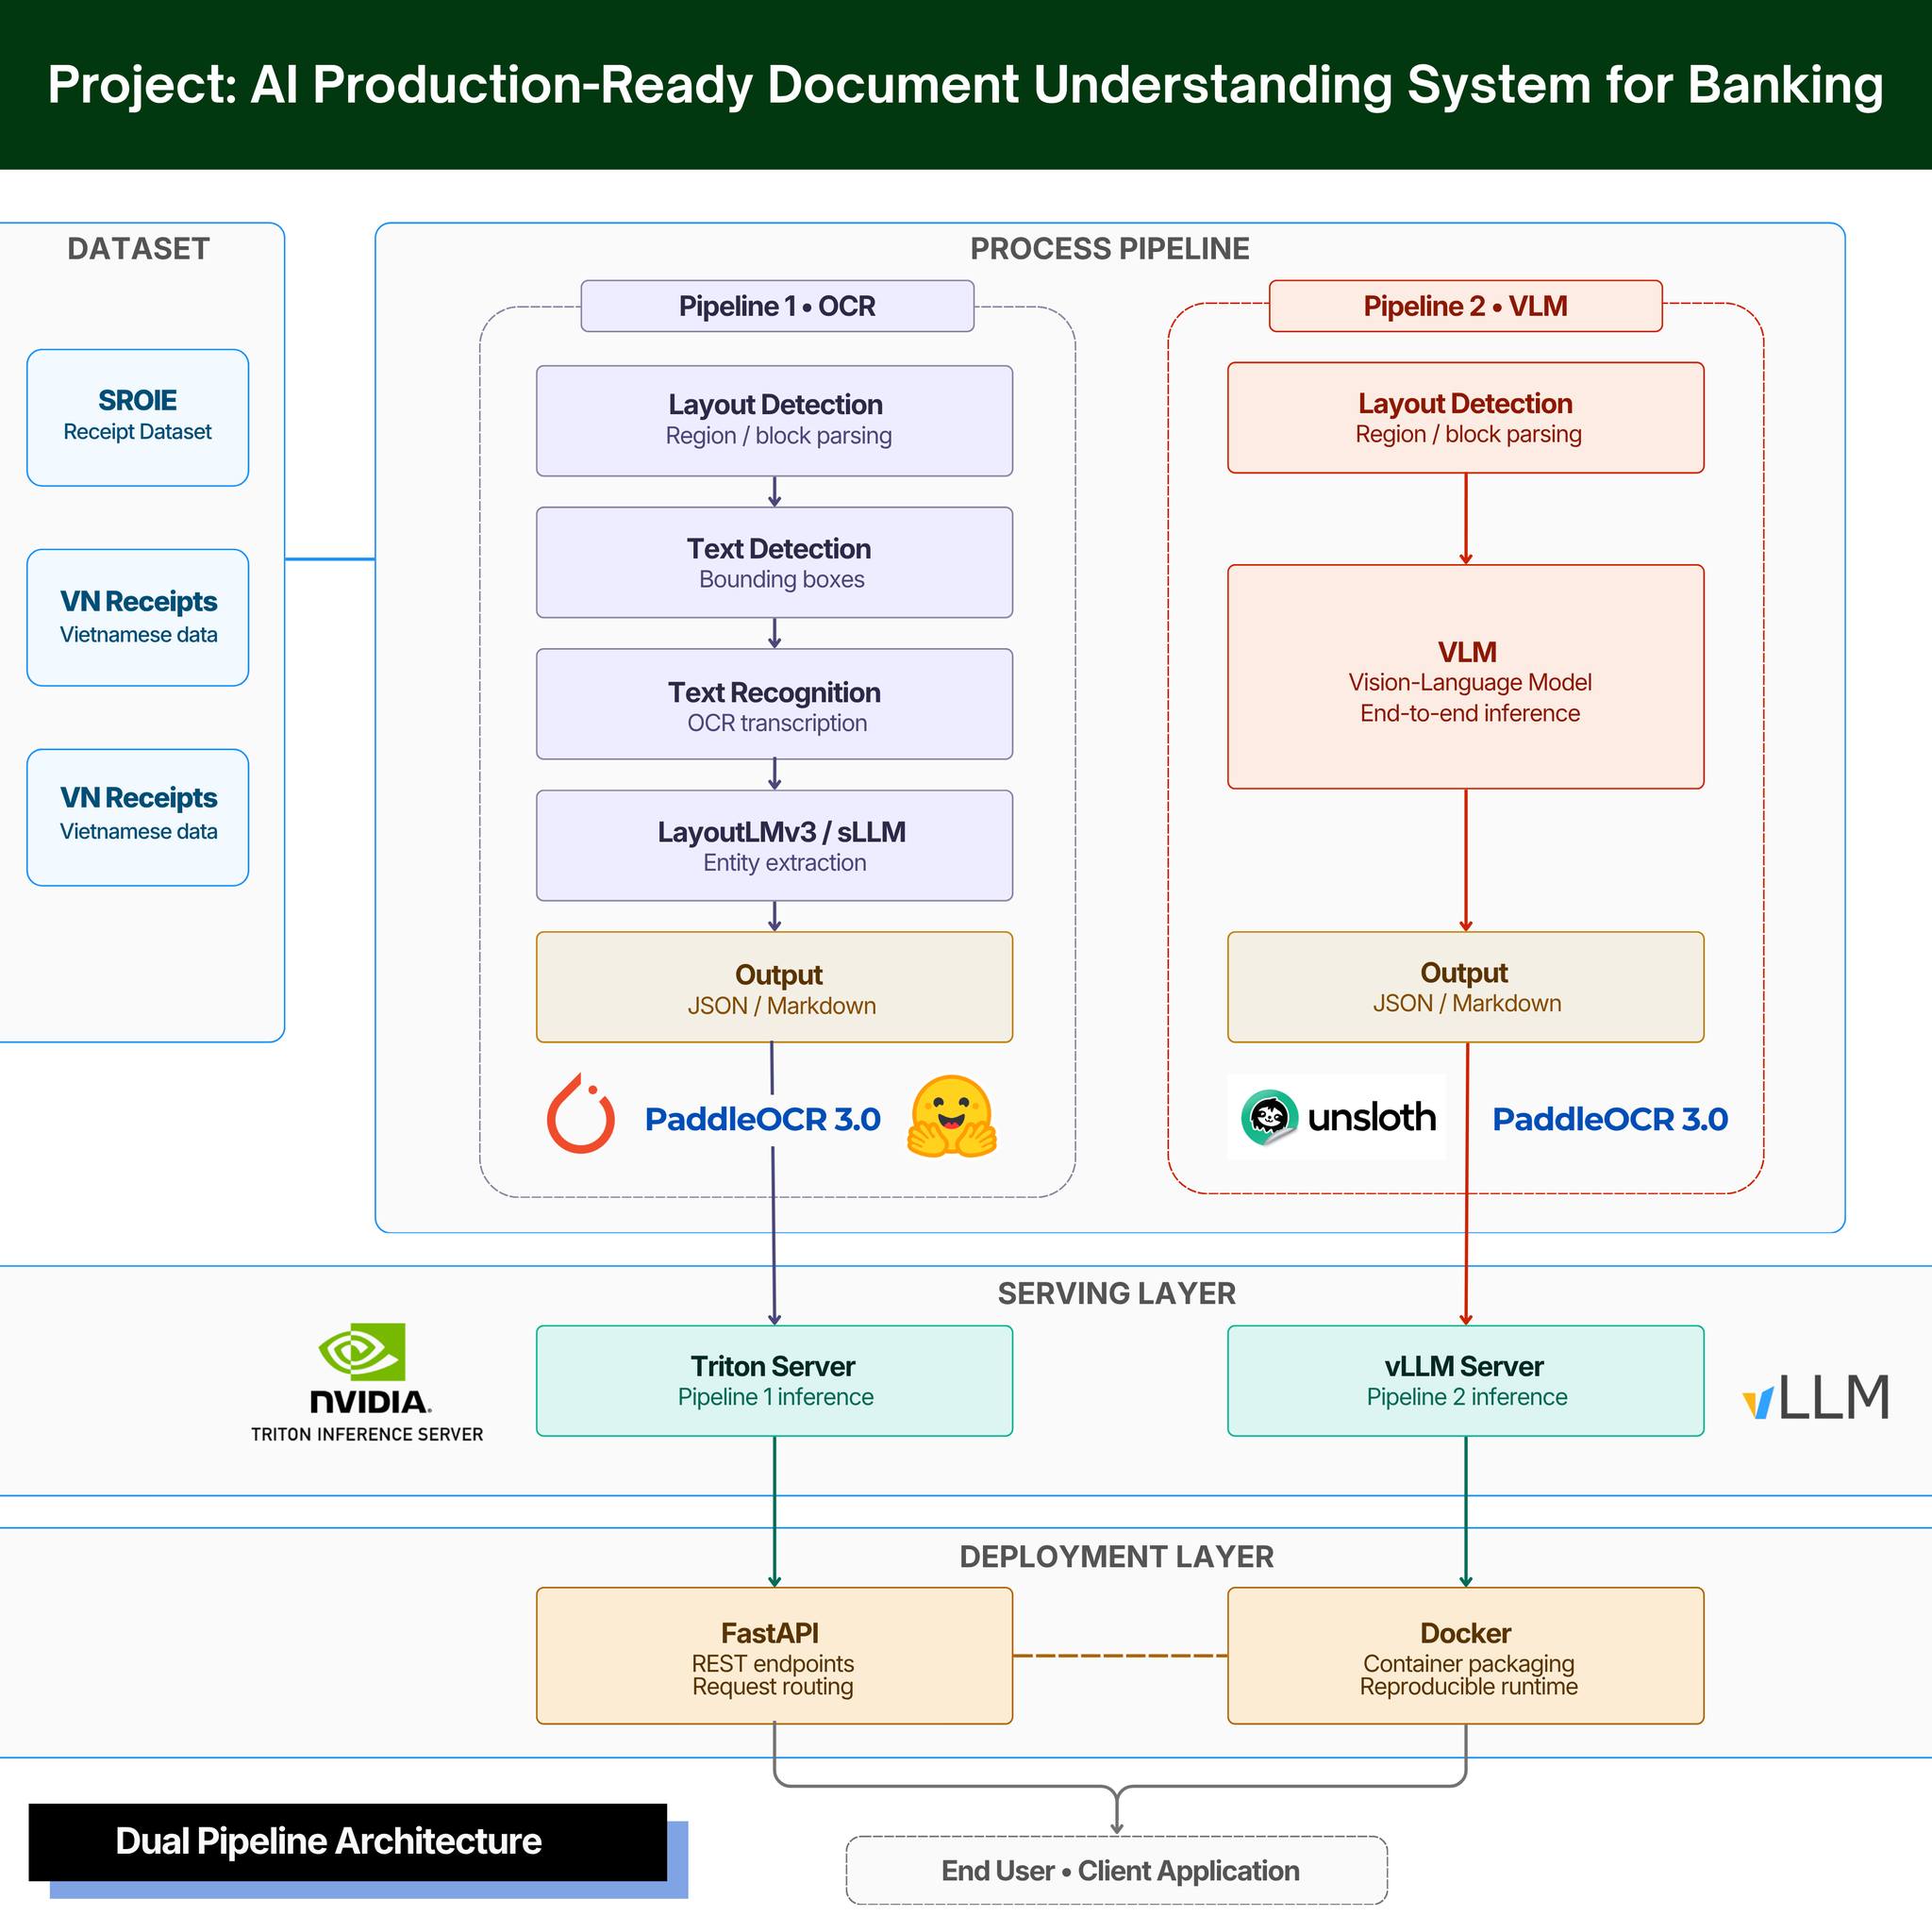 Project: AI Production-Ready Document Understanding System for Banking
DATASET
SROIE
Receipt Dataset
VN Receipts
Vietnamese data
VN Receipts
Vietnamese data
PROCESS PIPELINE
Pipeline 1 • OCR
Layout Detection
Region / block parsing
Text Detection
Bounding boxes
Text Recognition
OCR transcription
LayoutLMv3 / sLLM
Entity extraction
Output
JSON / Markdown
PaddleOCR 3.0
Pipeline 2 • VLM
Layout Detection
Region / block parsing
VLM
Vision-Language Model
End-to-end inference
Output
JSON / Markdown
unsloth
PaddleOCR 3.0
SERVING LAYER
NVIDIA.
TRITON INFERENCE SERVER
Triton Server
Pipeline 1 inference
vLLM Server
Pipeline 2 inference
vLLM
DEPLOYMENT LAYER
FastAPI
REST endpoints
Request routing
Docker
Container packaging
Reproducible runtime
Dual Pipeline Architecture
End User • Client Application